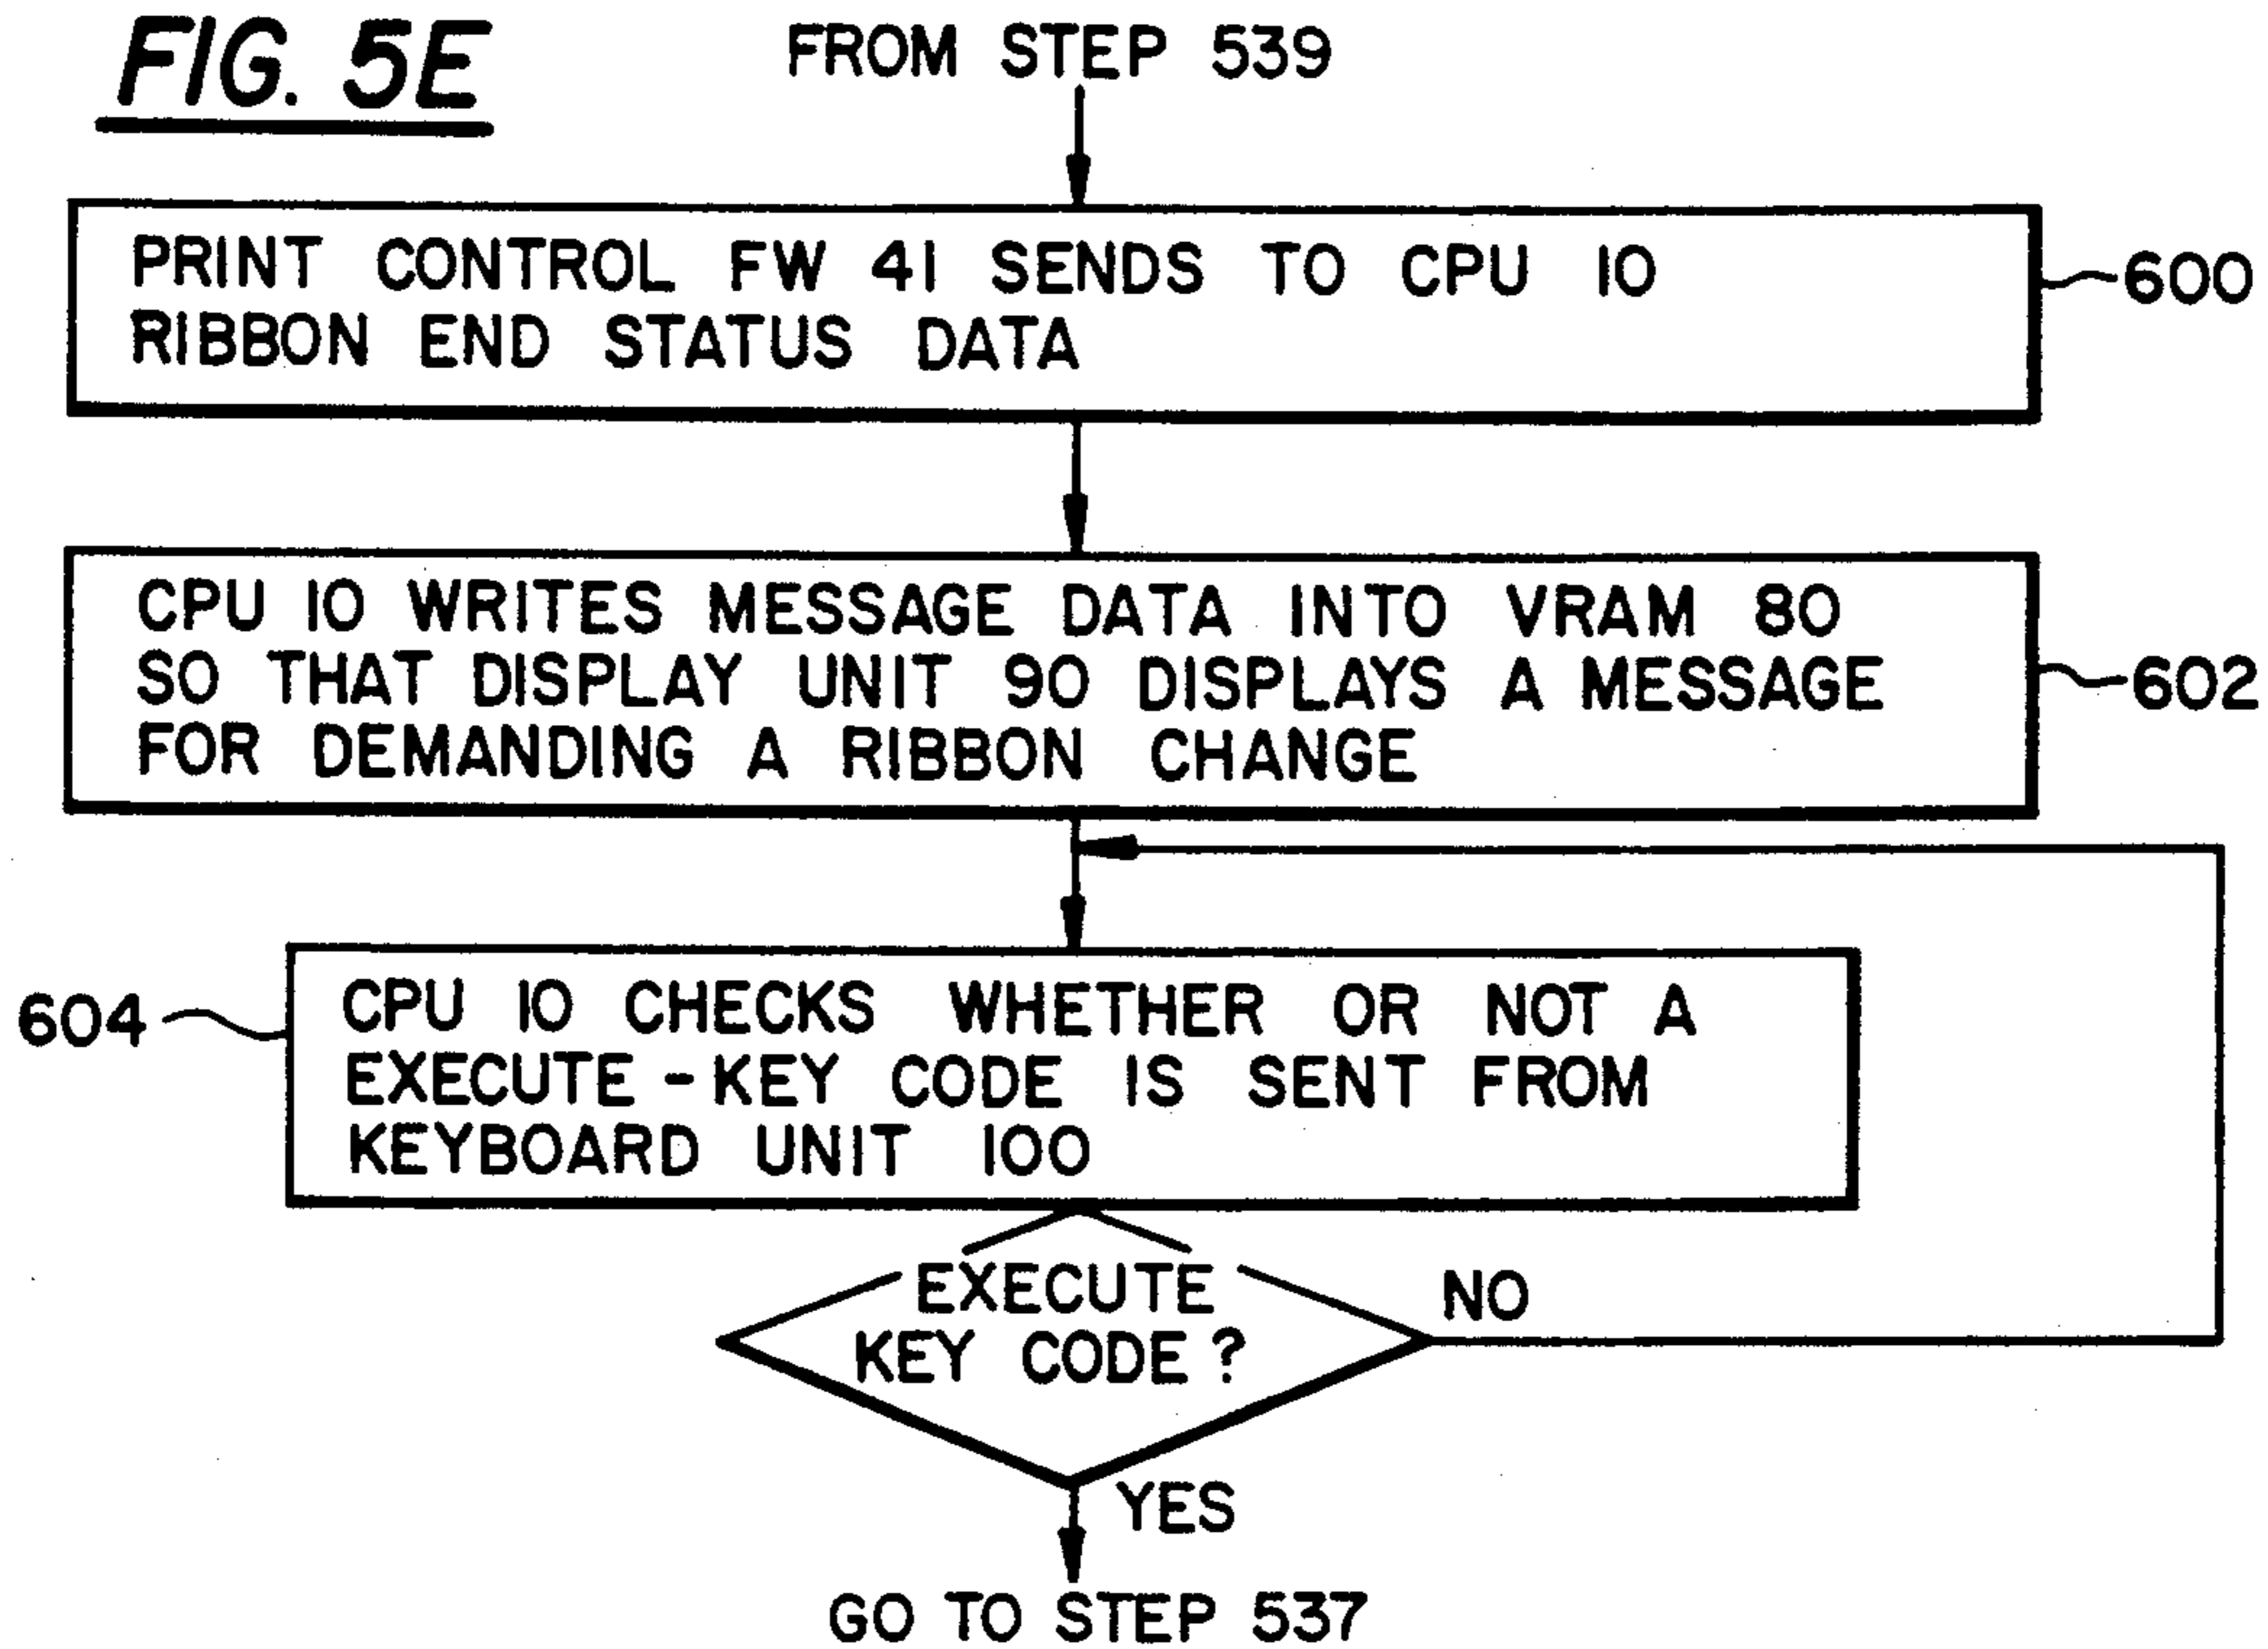 FIG. 5E
FROM STEP 539
PRINT CONTROL FW 41 SENDS TO CPU 10
RIBBON END STATUS DATA
600
CPU 10 WRITES MESSAGE DATA INTO VRAM 80
SO THAT DISPLAY UNIT 90 DISPLAYS A MESSAGE
FOR DEMANDING A RIBBON CHANGE
602
604
CPU 10 CHECKS WHETHER OR NOT A
EXECUTE-KEY CODE IS SENT FROM
KEYBOARD UNIT 100
EXECUTE
KEY CODE?
NO
YES
GO TO STEP 537